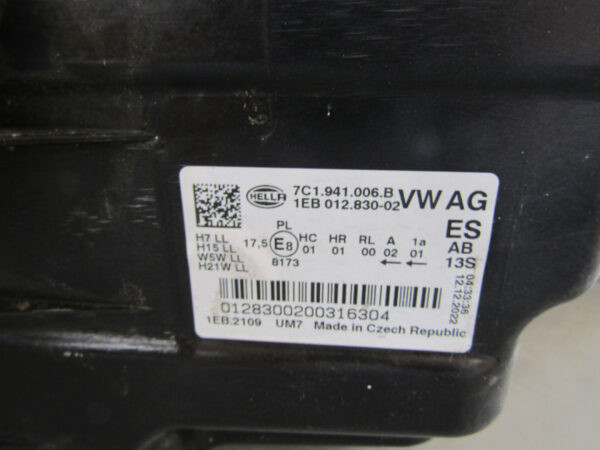 HELLA
7C1.941.006.B
1EB 012.830-02
VW AG
ES
AB
13S
PL
H7 LL
H15 LL
W5W LL
H21W LL
17,5 E8 HC HR RL A 1a
01 01 00 02 01
8173
04:33:36
12.12.2022
0128300200316304
1EB.2109 UM7 Made in Czech Republic